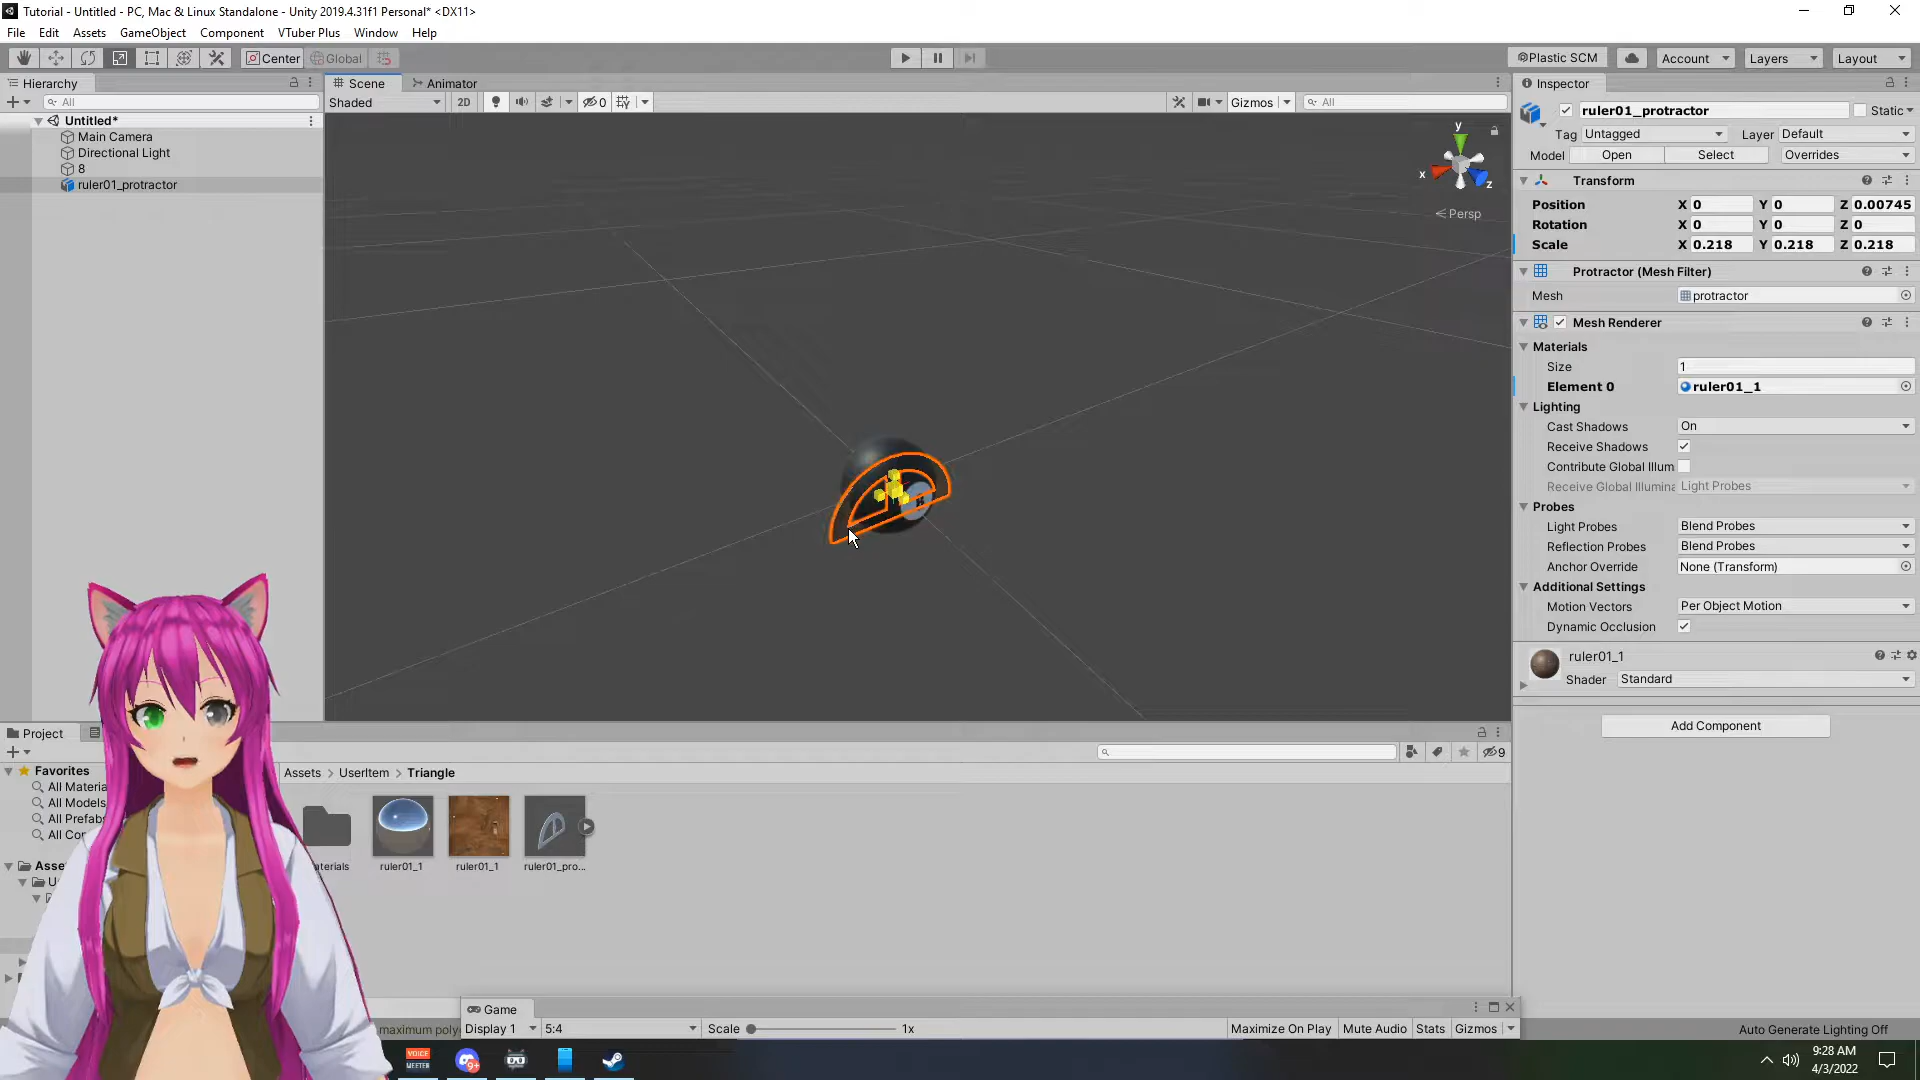 Tutorial - Untitled - PC, Mac & Linux Standalone - Unity 2019.4.31f1 Personal* <DX11>
File Edit Assets GameObject Component VTuber Plus Window Help
Center Global Plastic SCM Account Layers Layout
Hierarchy Scene Animator Inspector
All Shaded 2D 0 Gizmos All
Untitled*
Main Camera
Directional Light
8
ruler01_protractor
y
x
z
Persp
ruler01_protractor Static
Tag Untagged Layer Default
Model Open Select Overrides
Transform
Position X 0 Y 0 Z 0.00745
Rotation X 0 Y 0 Z 0
Scale X 0.218 Y 0.218 Z 0.218
Protractor (Mesh Filter)
Mesh protractor
Mesh Renderer
Materials
Size 1
Element 0 ruler01_1
Lighting
Cast Shadows On
Receive Shadows
Contribute Global Illum
Receive Global Illumina Light Probes
Probes
Light Probes Blend Probes
Reflection Probes Blend Probes
Anchor Override None (Transform)
Additional Settings
Motion Vectors Per Object Motion
Dynamic Occlusion
ruler01_1
Shader Standard
Add Component
Project
9
Favorites
All Materia
All Models
All Prefab
All Co
Asse
U
Assets > UserItem > Triangle
aterials ruler01_1 ruler01_1 ruler01_pro...
Game
maximum poly Display 1 5:4 Scale 1x Maximize On Play Mute Audio Stats Gizmos
Auto Generate Lighting Off
VOICE
MEETER
9+
9:28 AM
4/3/2022